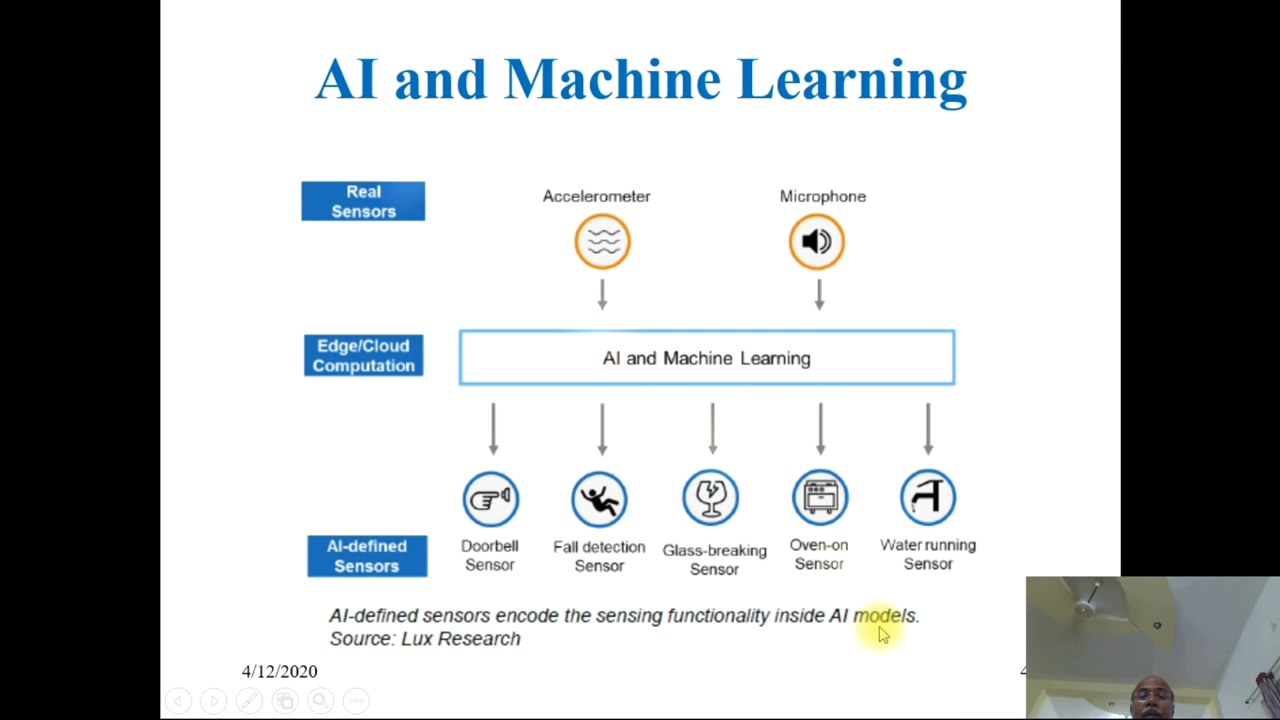 AI and Machine Learning
Real
Sensors
Accelerometer
Microphone
Edge/Cloud
Computation
AI and Machine Learning
AI-defined
Sensors
Doorbell
Sensor
Fall detection
Sensor
Glass-breaking
Sensor
Oven-on
Sensor
Water running
Sensor
AI-defined sensors encode the sensing functionality inside AI models.
Source: Lux Research
4/12/2020